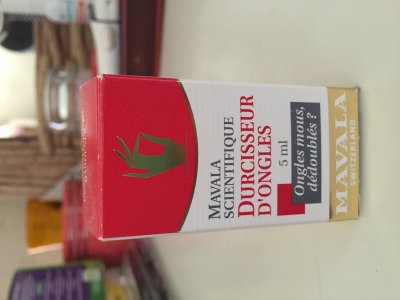 MAVALA
SCIENTIFIQUE
DURCISSEUR
D'ONGLES
5 ml
Ongles mous,
dédoublés ?
MAVALA
SWITZERLAND